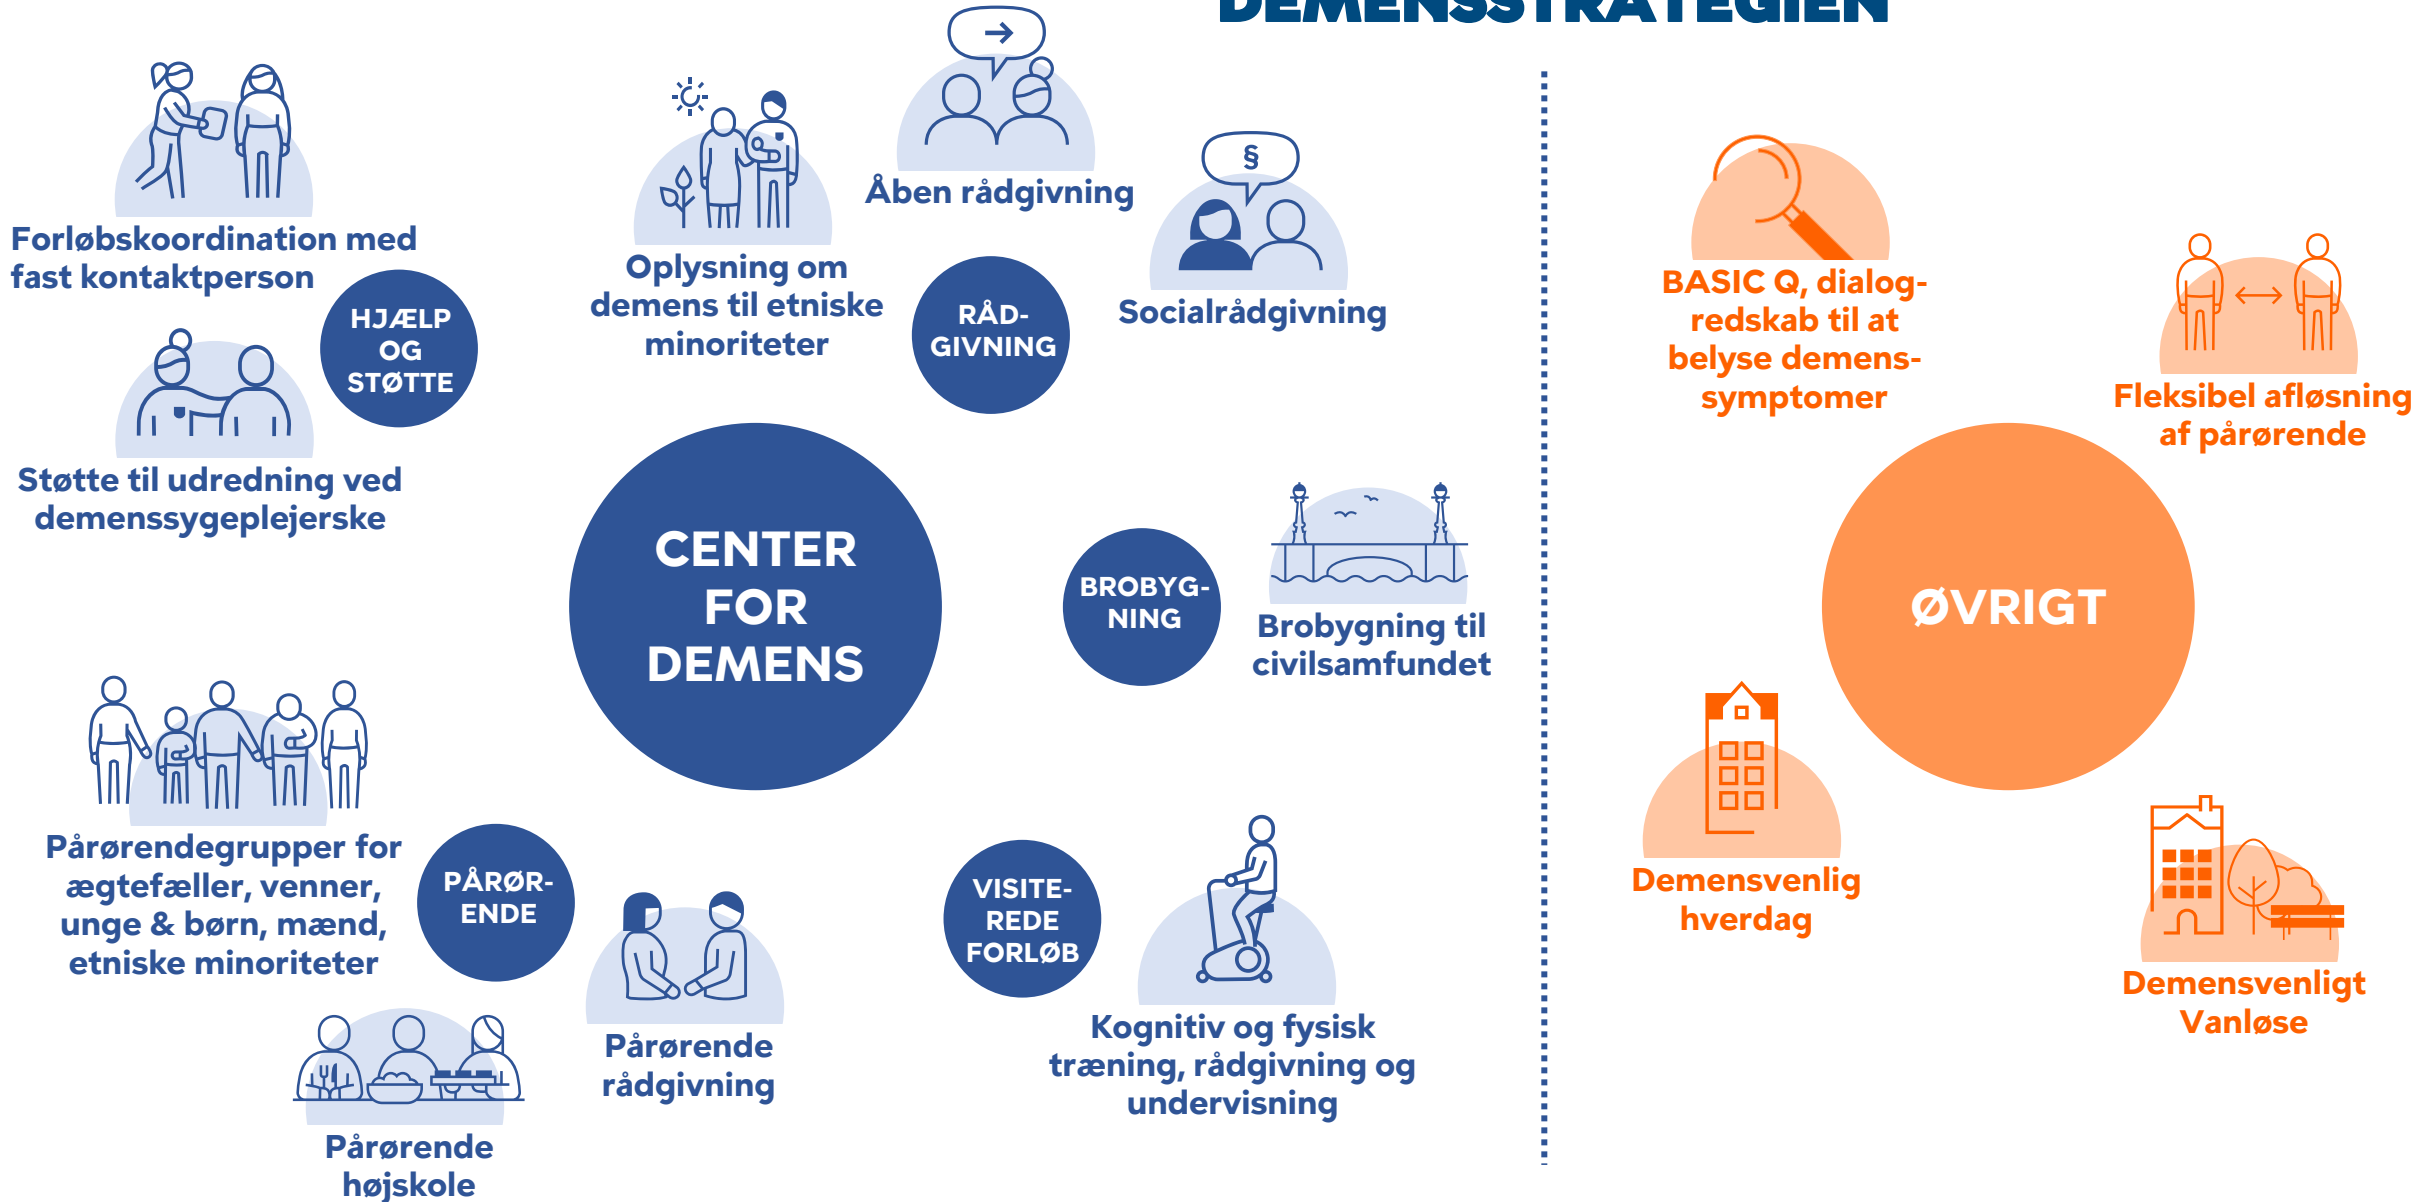 DEMENSSTRATEGIEN
Forløbskoordination med
fast kontaktperson
HJÆLP
OG
STØTTE
Støtte til udredning ved
demenssygeplejerske
Oplysning om
demens til etniske
minoriteter
Åben rådgivning
§
Socialrådgivning
RÅD-
GIVNING
CENTER
FOR
DEMENS
BROBYG-
NING
Brobygning til
civilsamfundet
Pårørendegrupper for
ægtefæller, venner,
unge & børn, mænd,
etniske minoriteter
PÅRØR-
ENDE
Pårørende
rådgivning
Pårørende
højskole
VISITE-
REDE
FORLØB
Kognitiv og fysisk
træning, rådgivning og
undervisning
BASIC Q, dialog-
redskab til at
belyse demens-
symptomer
Fleksibel afløsning
af pårørende
ØVRIGT
Demensvenlig
hverdag
Demensvenligt
Vanløse